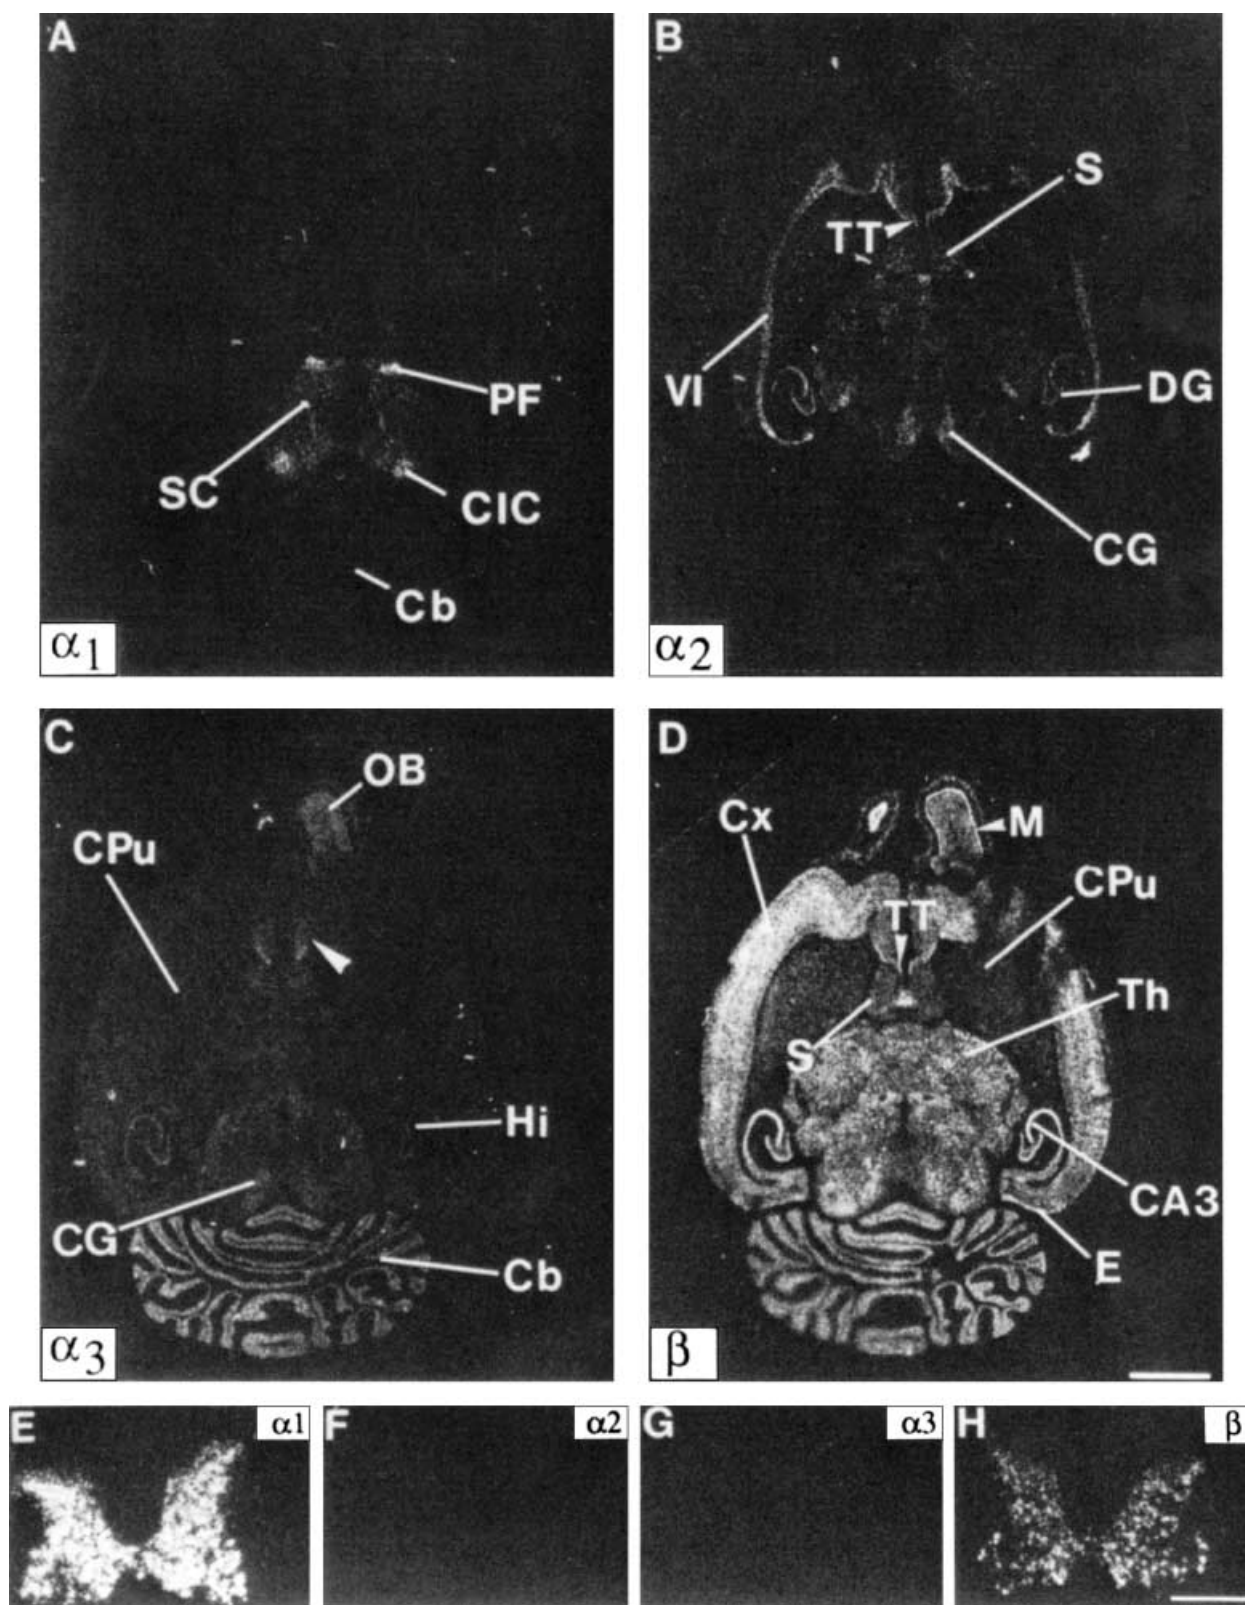 A
PF
SC
CIC
Cb
α1
B
S
TT
VI
DG
CG
α2
C
OB
CPu
Hi
CG
Cb
α3
D
Cx
M
CPu
TT
Th
S
CA3
E
β
E
α1
F
α2
G
α3
H
β